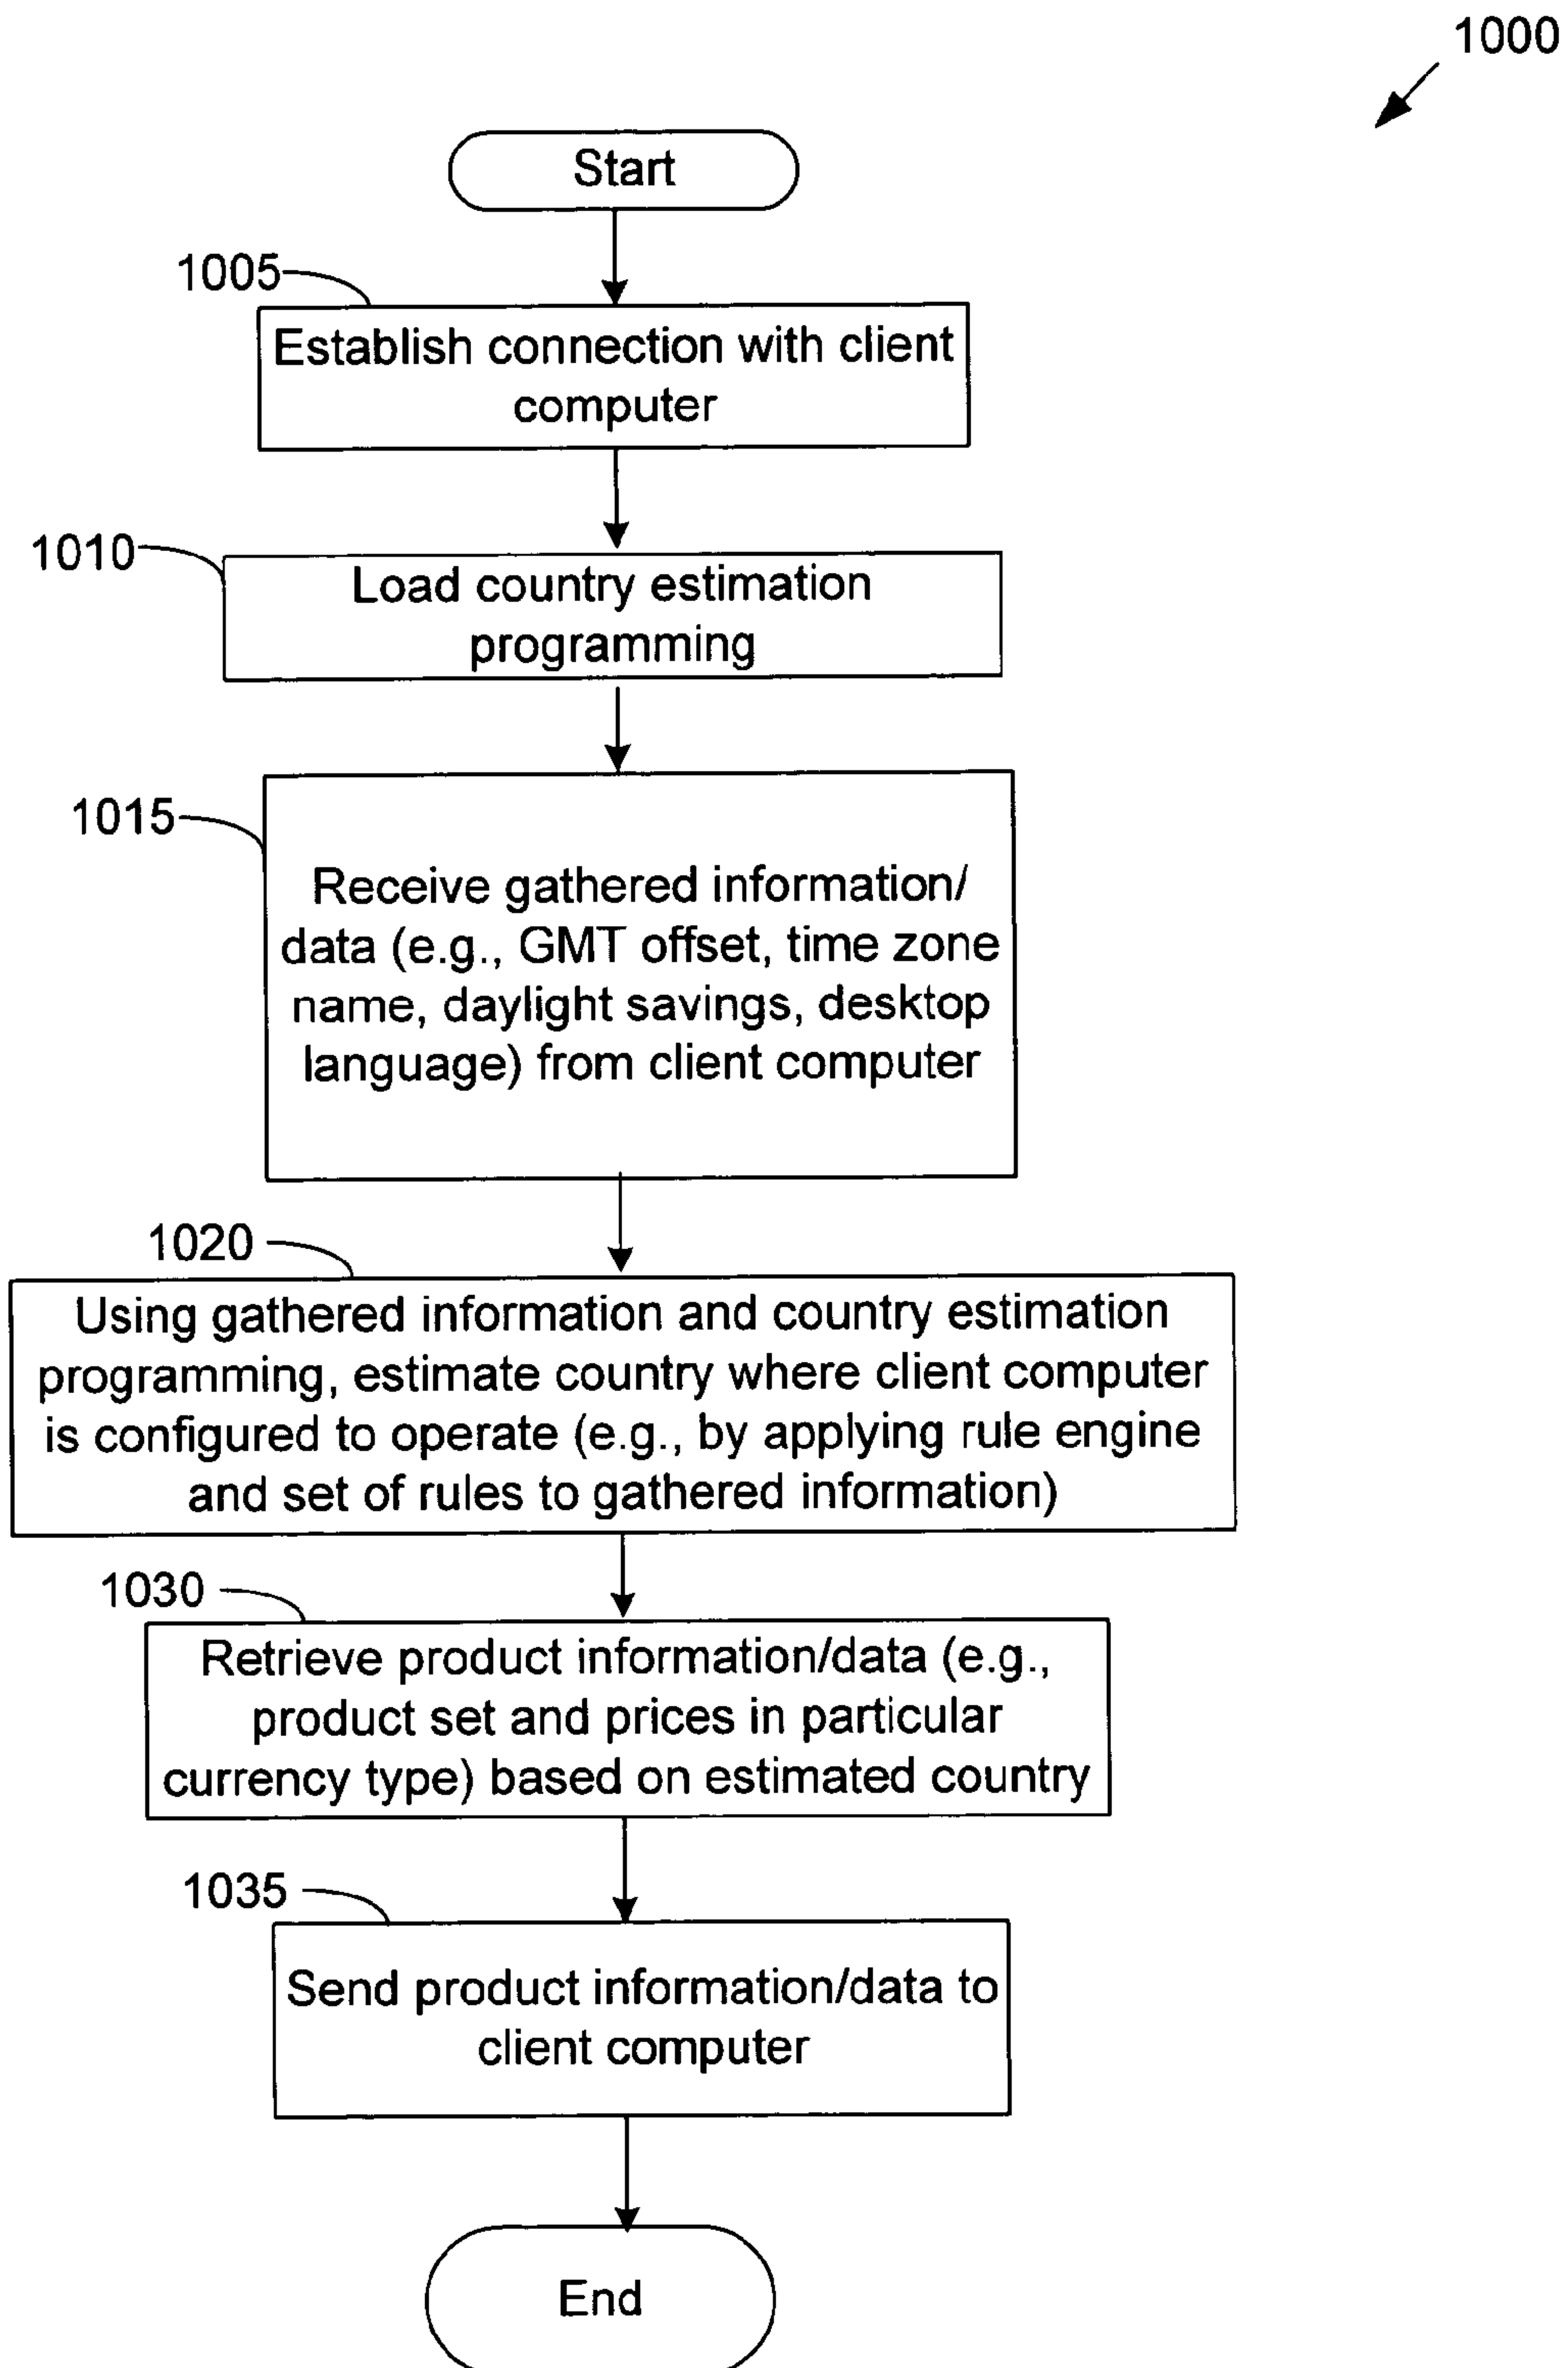 1000
Start
1005
Establish connection with client
computer
1010
Load country estimation
programming
1015
Receive gathered information/
data (e.g., GMT offset, time zone
name, daylight savings, desktop
language) from client computer
1020
Using gathered information and country estimation
programming, estimate country where client computer
is configured to operate (e.g., by applying rule engine
and set of rules to gathered information)
1030
Retrieve product information/data (e.g.,
product set and prices in particular
currency type) based on estimated country
1035
Send product information/data to
client computer
End